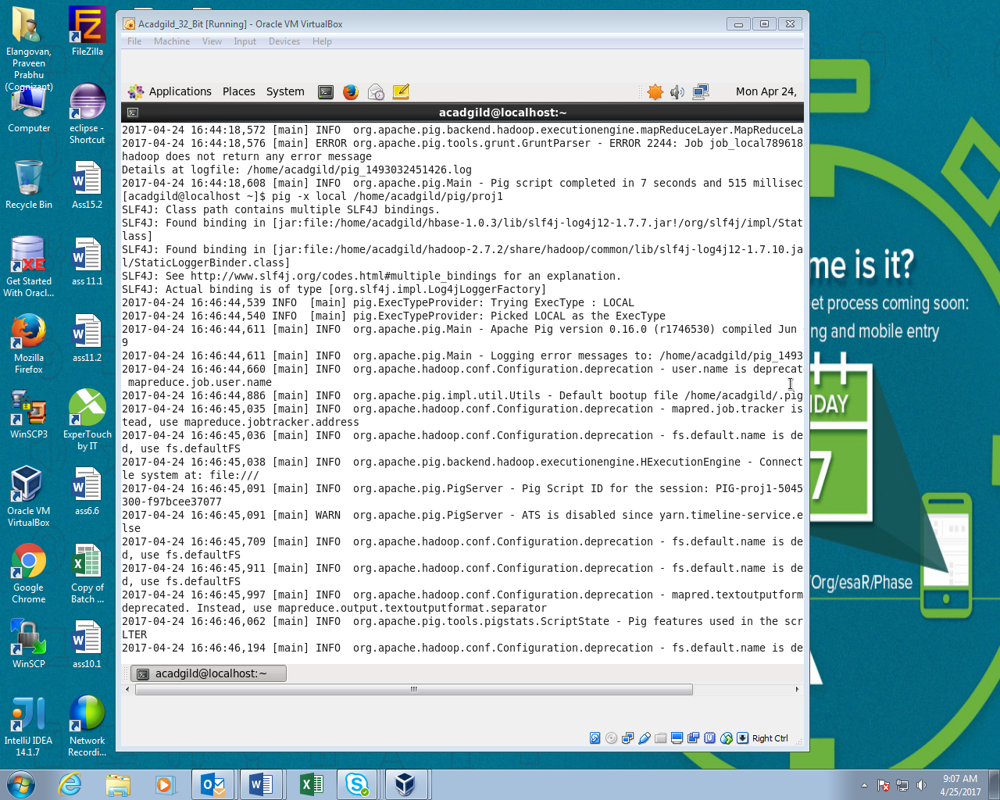 Acadgild_32_Bit [Running] - Oracle VM VirtualBox
File Machine View Input Devices Help
Applications Places System Mon Apr 24,
acadgild@localhost:~
2017-04-24 16:44:18,572 [main] INFO  org.apache.pig.backend.hadoop.executionengine.mapReduceLayer.MapReduceLa
2017-04-24 16:44:18,576 [main] ERROR org.apache.pig.tools.grunt.GruntParser - ERROR 2244: Job job_local789618
hadoop does not return any error message
Details at logfile: /home/acadgild/pig_1493032451426.log
2017-04-24 16:44:18,608 [main] INFO  org.apache.pig.Main - Pig script completed in 7 seconds and 515 millisec
[acadgild@localhost ~]$ pig -x local /home/acadgild/pig/proj1
SLF4J: Class path contains multiple SLF4J bindings.
SLF4J: Found binding in [jar:file:/home/acadgild/hbase-1.0.3/lib/slf4j-log4j12-1.7.7.jar!/org/slf4j/impl/Stat
lass]
SLF4J: Found binding in [jar:file:/home/acadgild/hadoop-2.7.2/share/hadoop/common/lib/slf4j-log4j12-1.7.10.ja
l/StaticLoggerBinder.class]
SLF4J: See http://www.slf4j.org/codes.html#multiple_bindings for an explanation.
SLF4J: Actual binding is of type [org.slf4j.impl.Log4jLoggerFactory]
2017-04-24 16:46:44,539 INFO  [main] pig.ExecTypeProvider: Trying ExecType : LOCAL
2017-04-24 16:46:44,540 INFO  [main] pig.ExecTypeProvider: Picked LOCAL as the ExecType
2017-04-24 16:46:44,611 [main] INFO  org.apache.pig.Main - Apache Pig version 0.16.0 (r1746530) compiled Jun
9
2017-04-24 16:46:44,611 [main] INFO  org.apache.pig.Main - Logging error messages to: /home/acadgild/pig_1493
2017-04-24 16:46:44,660 [main] INFO  org.apache.hadoop.conf.Configuration.deprecation - user.name is deprecat
mapreduce.job.user.name
2017-04-24 16:46:44,886 [main] INFO  org.apache.pig.impl.util.Utils - Default bootup file /home/acadgild/.pig
2017-04-24 16:46:45,035 [main] INFO  org.apache.hadoop.conf.Configuration.deprecation - mapred.job.tracker is
tead, use mapreduce.jobtracker.address
2017-04-24 16:46:45,036 [main] INFO  org.apache.hadoop.conf.Configuration.deprecation - fs.default.name is de
d, use fs.defaultFS
2017-04-24 16:46:45,038 [main] INFO  org.apache.pig.backend.hadoop.executionengine.HExecutionEngine - Connect
le system at: file:///
2017-04-24 16:46:45,091 [main] INFO  org.apache.pig.PigServer - Pig Script ID for the session: PIG-proj1-5045
300-f97bcee37077
2017-04-24 16:46:45,091 [main] WARN  org.apache.pig.PigServer - ATS is disabled since yarn.timeline-service.e
lse
2017-04-24 16:46:45,709 [main] INFO  org.apache.hadoop.conf.Configuration.deprecation - fs.default.name is de
d, use fs.defaultFS
2017-04-24 16:46:45,911 [main] INFO  org.apache.hadoop.conf.Configuration.deprecation - fs.default.name is de
d, use fs.defaultFS
2017-04-24 16:46:45,997 [main] INFO  org.apache.hadoop.conf.Configuration.deprecation - mapred.textoutputform
deprecated. Instead, use mapreduce.output.textoutputformat.separator
2017-04-24 16:46:46,062 [main] INFO  org.apache.pig.tools.pigstats.ScriptState - Pig features used in the scr
LTER
2017-04-24 16:46:46,194 [main] INFO  org.apache.hadoop.conf.Configuration.deprecation - fs.default.name is de
acadgild@localhost:~
Right Ctrl
Elangovan,
Praveen
Prabhu
(Cognizant)
FileZilla
Computer
eclipse -
Shortcut
Recycle Bin
Ass15.2
Get Started
With Oracl...
ass 11.1
Mozilla
Firefox
ass11.2
WinSCP3
ExperTouch
by IT
Oracle VM
VirtualBox
ass6.6
Google
Chrome
Copy of
Batch ...
WinSCP
ass10.1
IntelliJ IDEA
14.1.7
Network
Recordi...
me is it?
et process coming soon:
ng and mobile entry
DAY
7
/Org/esaR/Phase
9:07 AM
4/25/2017